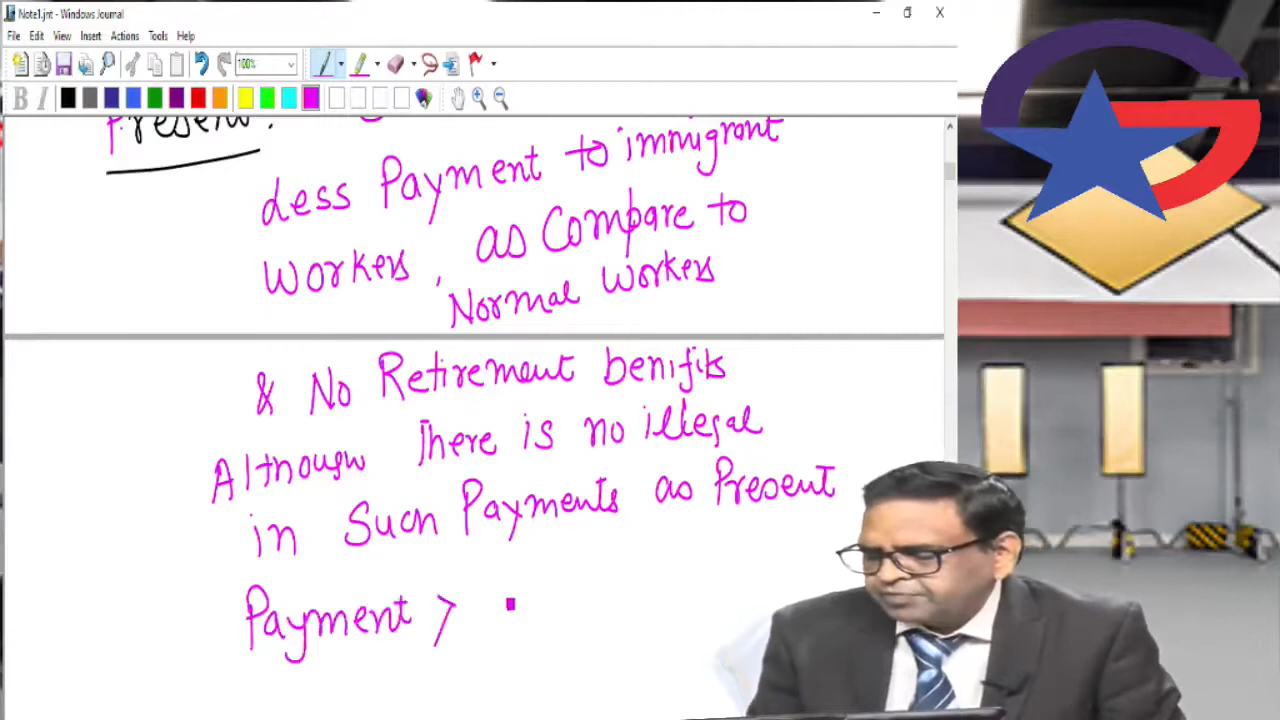 Note1.jnt - Windows Journal
File Edit View Insert Actions Tools Help
100%
B I
Present:
Less Payment to immigrant
Workers, as Compare to
Normal Workers
& No Retirement benifits
Although There is no illegal
in Such Payments as Present
Payment >